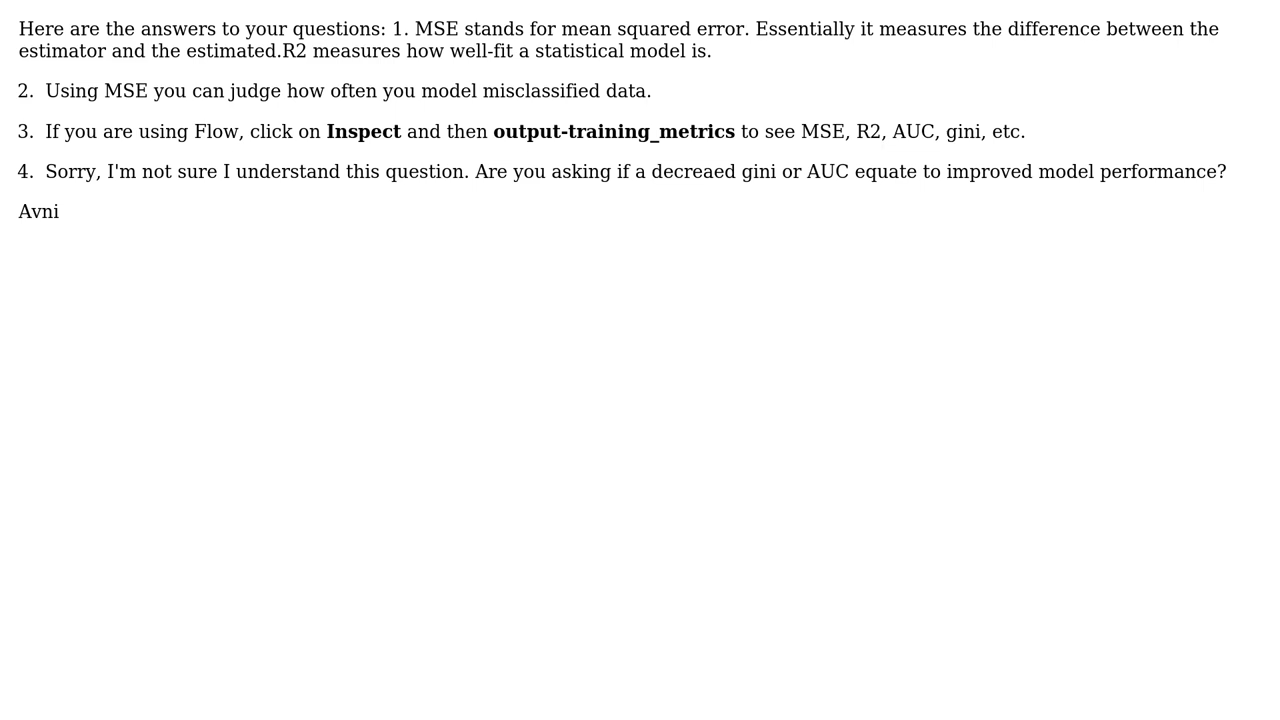 Here are the answers to your questions: 1. MSE stands for mean squared error. Essentially it measures the difference between the
estimator and the estimated.R2 measures how well-fit a statistical model is.
2. Using MSE you can judge how often you model misclassified data.
3. If you are using Flow, click on Inspect and then output-training_metrics to see MSE, R2, AUC, gini, etc.
4. Sorry, I'm not sure I understand this question. Are you asking if a decreaed gini or AUC equate to improved model performance?
Avni